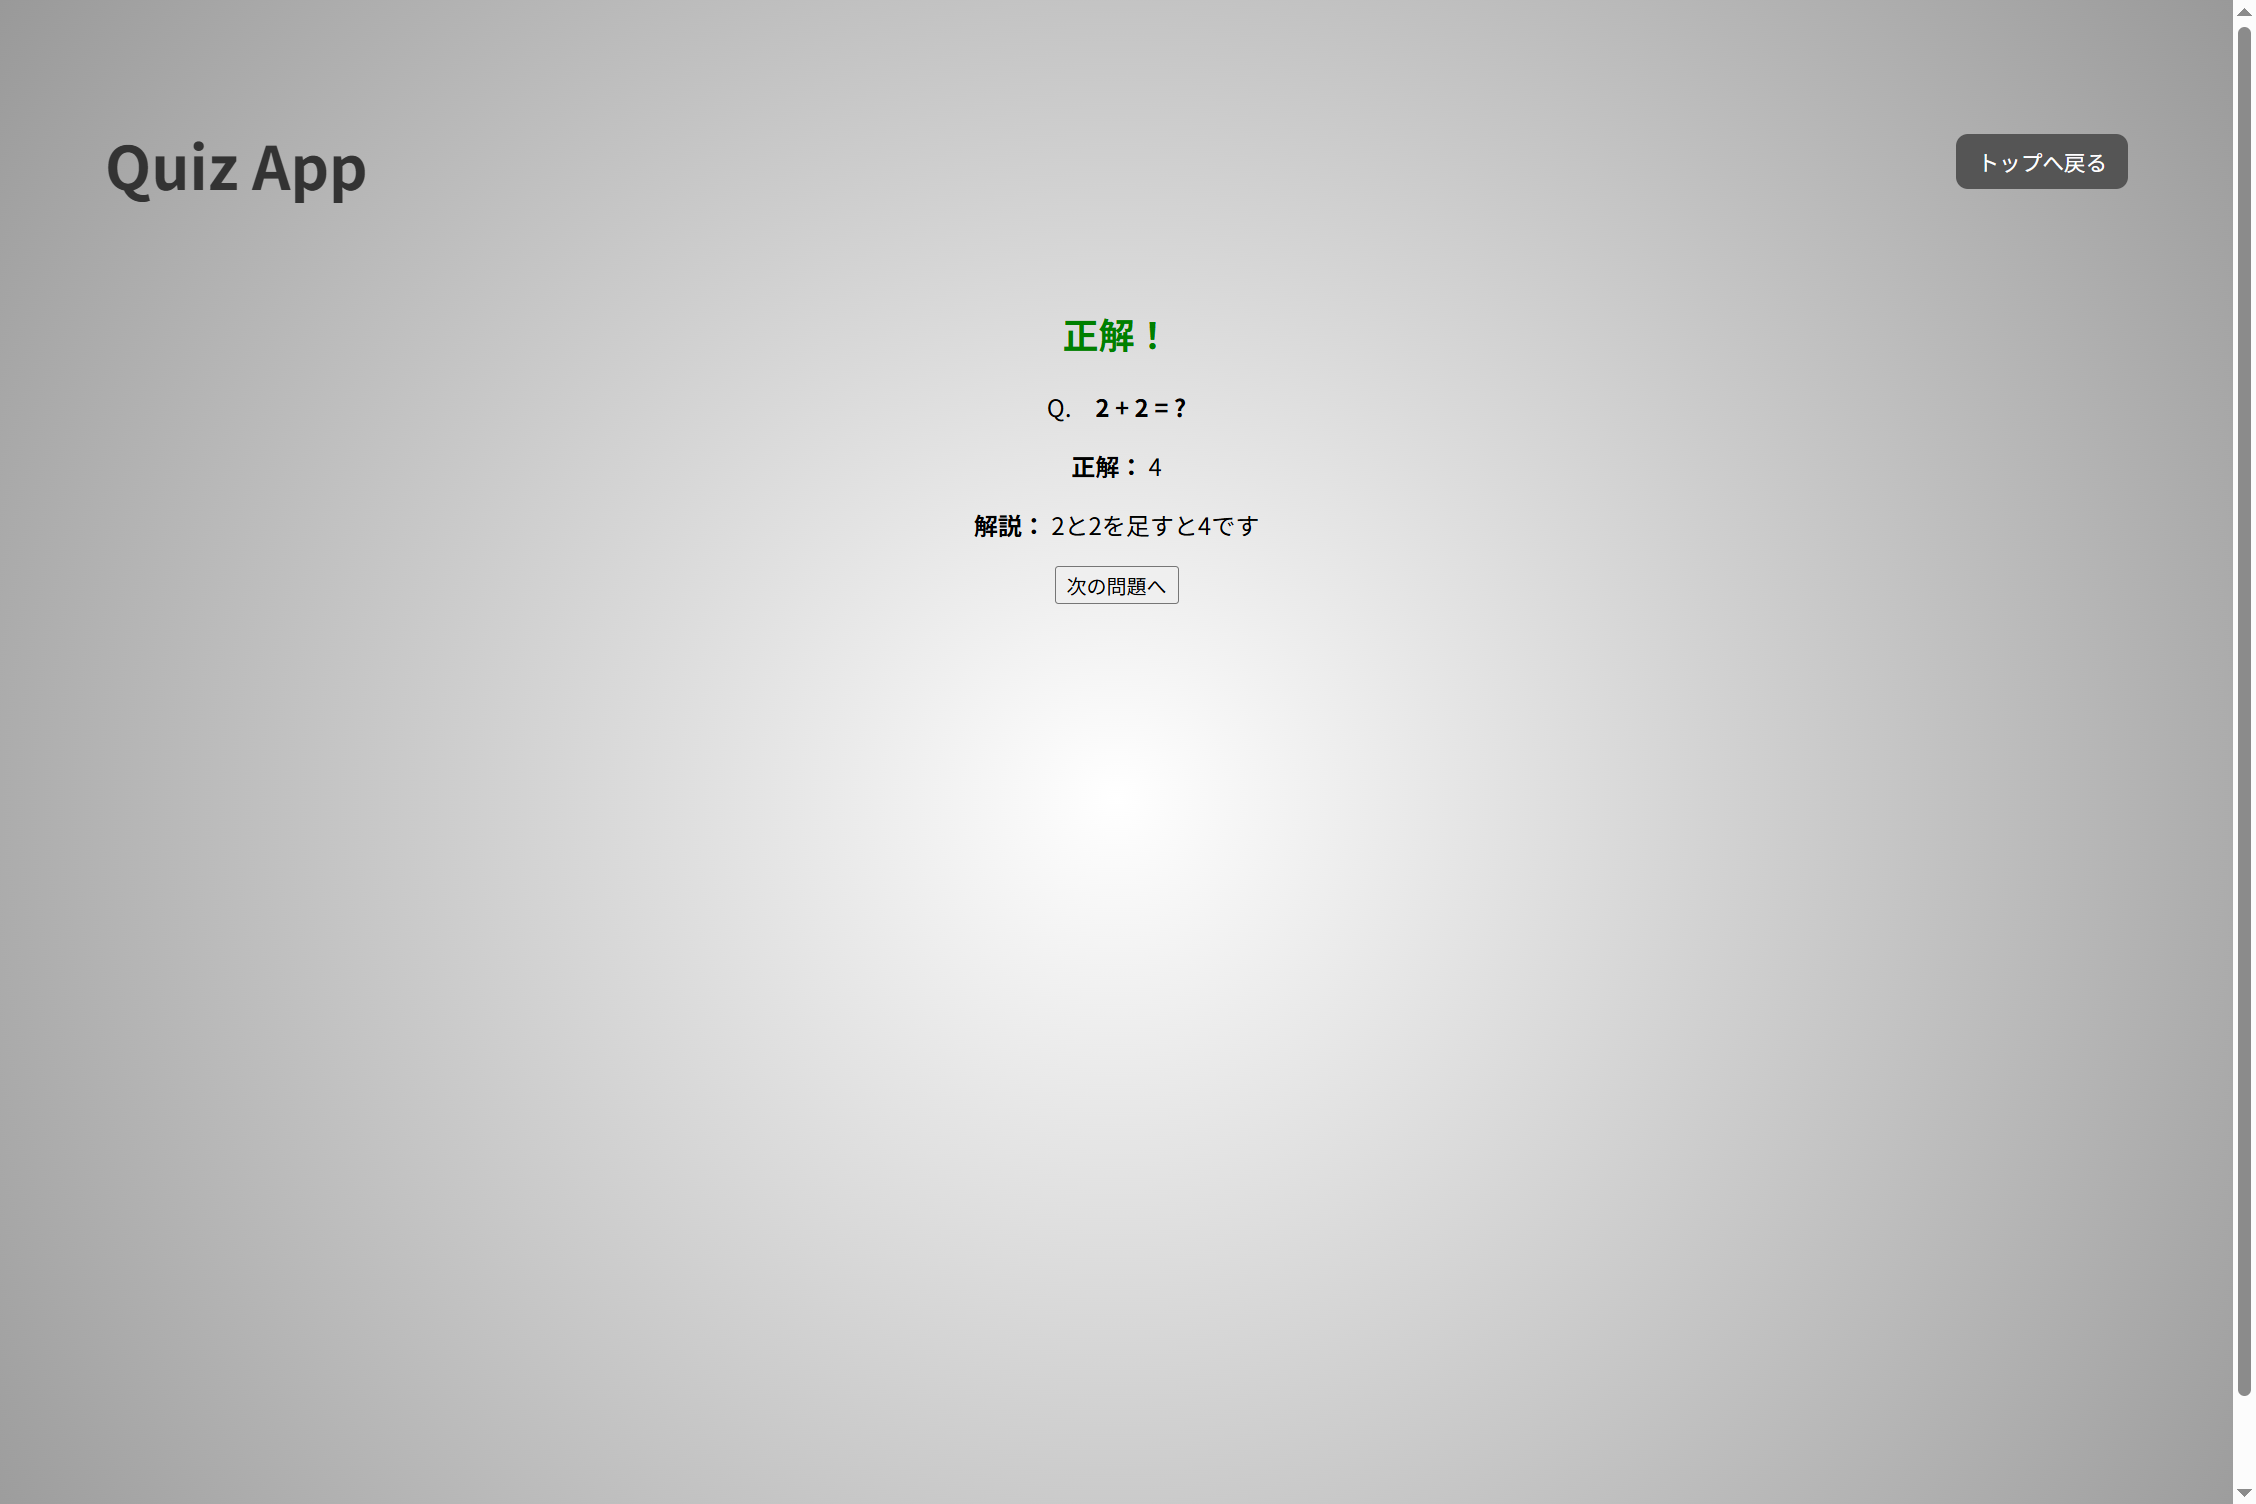 Quiz App
トップへ戻る
正解！
Q.　2 + 2 = ?
正解： 4
解説： 2と2を足すと4です
次の問題へ